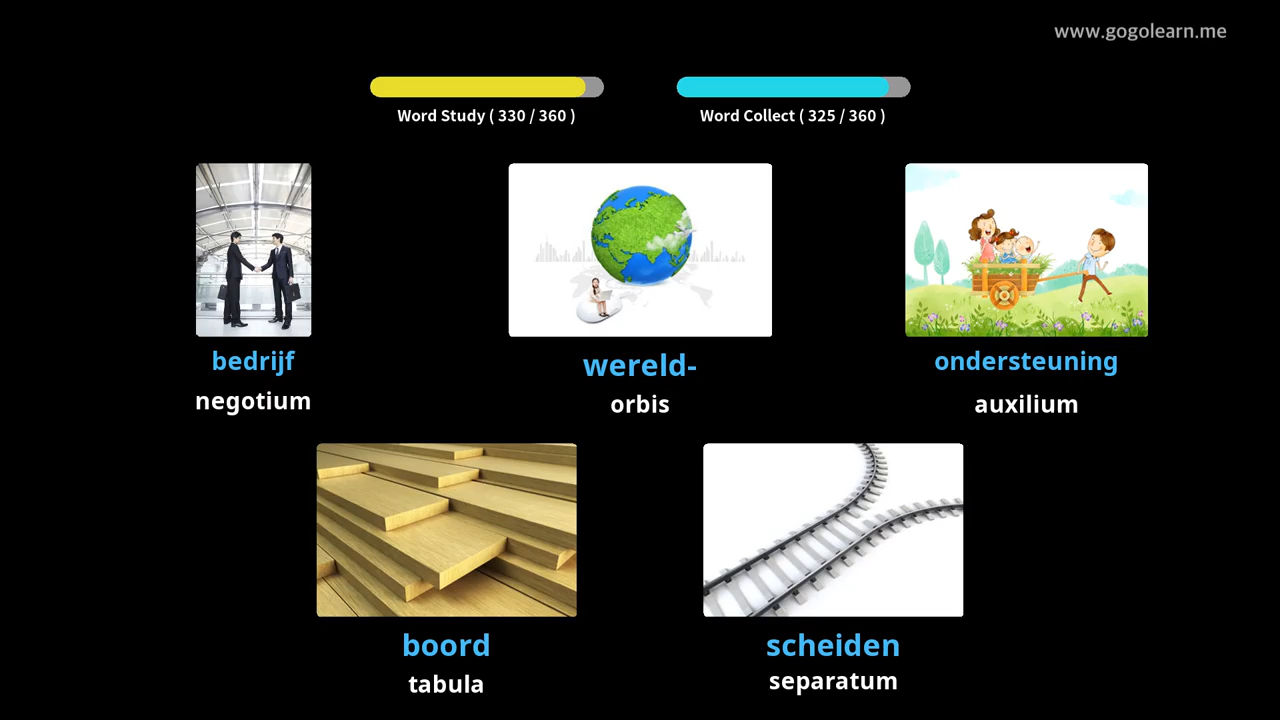 www.gogolearn.me
Word Study ( 330 / 360 )
Word Collect ( 325 / 360 )
bedrijf
negotium
wereld-
orbis
ondersteuning
auxilium
boord
tabula
scheiden
separatum